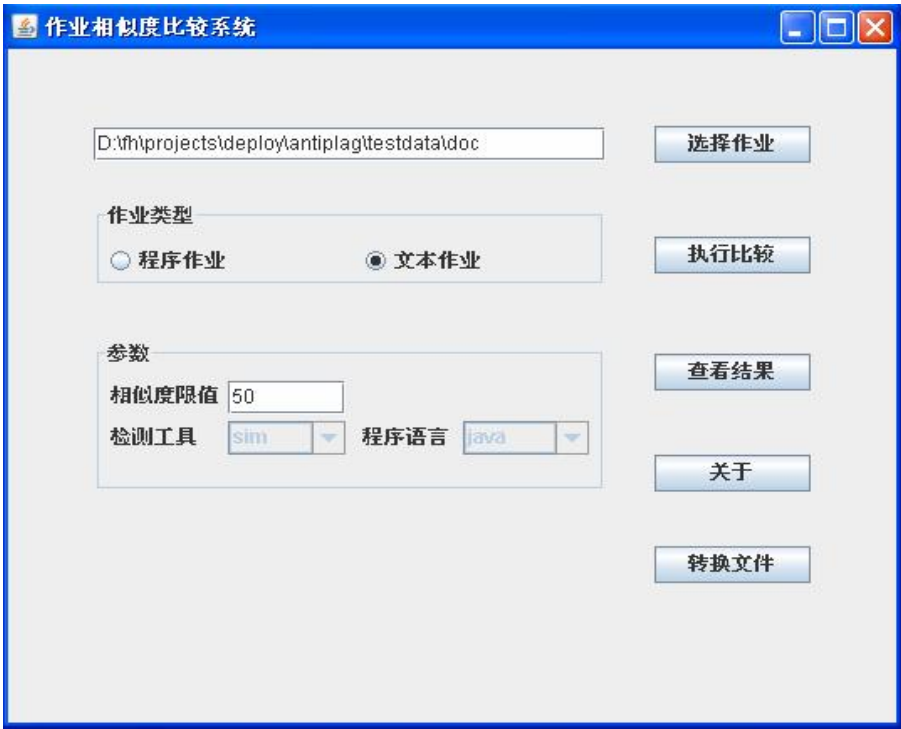 作业相似度比较系统
D:\fh\projects\deploy\antiplag\testdata\doc
选择作业
作业类型
程序作业 文本作业
执行比较
参数
相似度限值 50
查看结果
检测工具 sim 程序语言 java
关于
转换文件